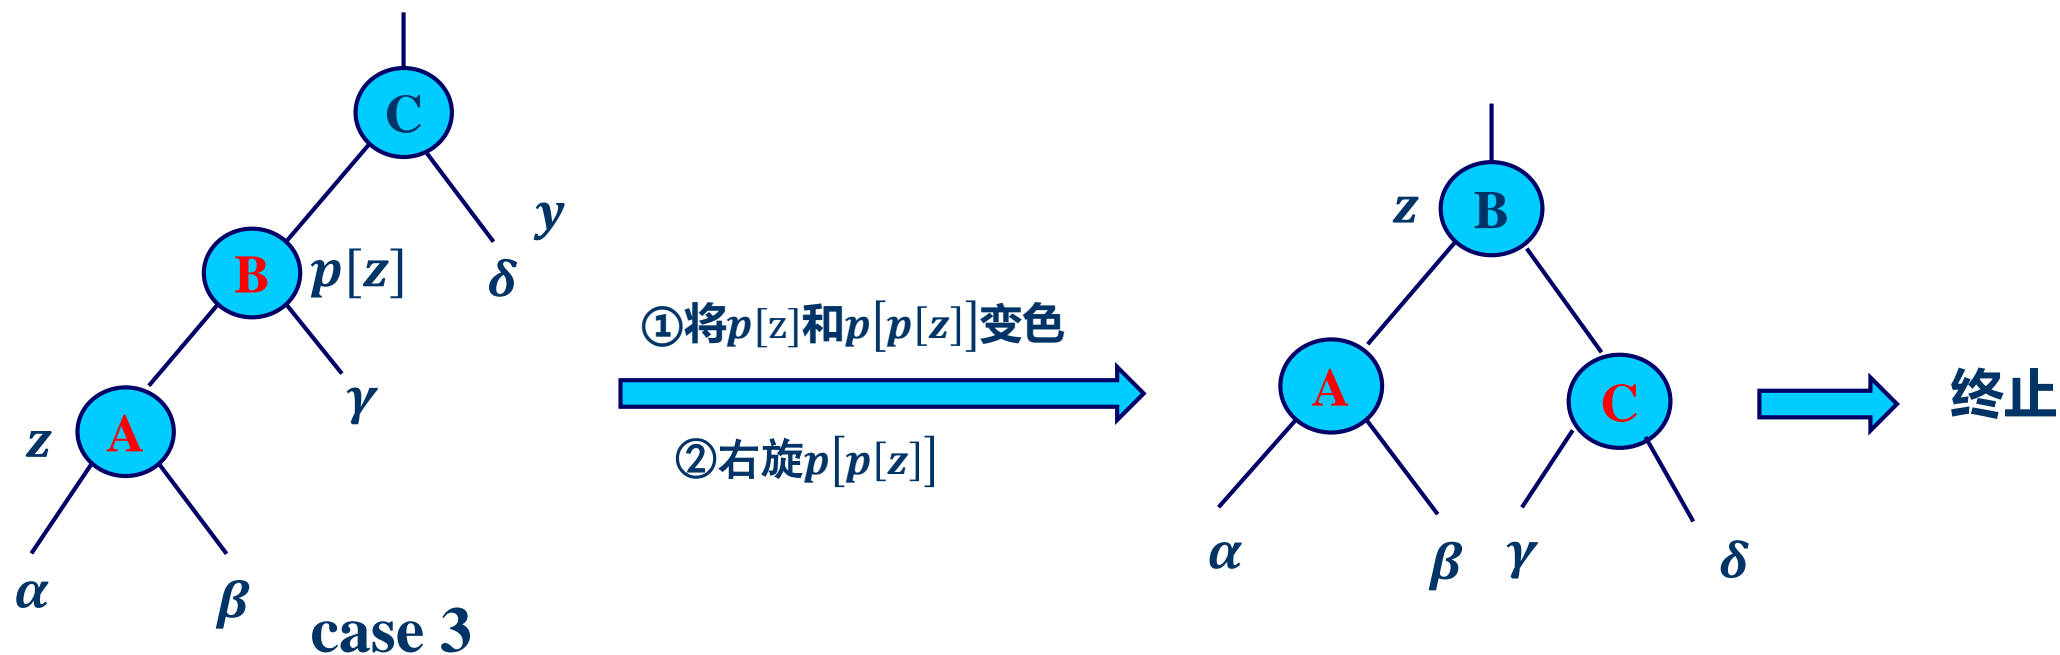 C
y
B p[z]
δ
γ
z A
α
β
case 3
①将p[z]和p[p[z]]变色
②右旋p[p[z]]
z B
A
C
α
β
γ
δ
终止